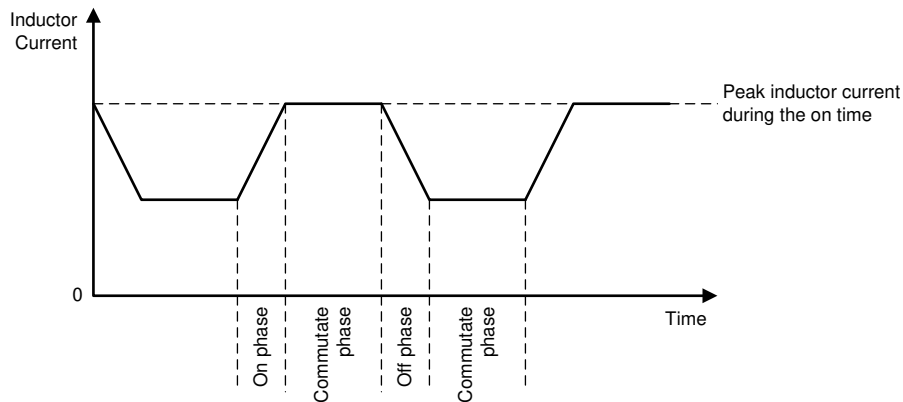 Inductor
Current
Peak inductor current
during the on time
0
Time
On phase
Commutate
phase
Off phase
Commutate
phase